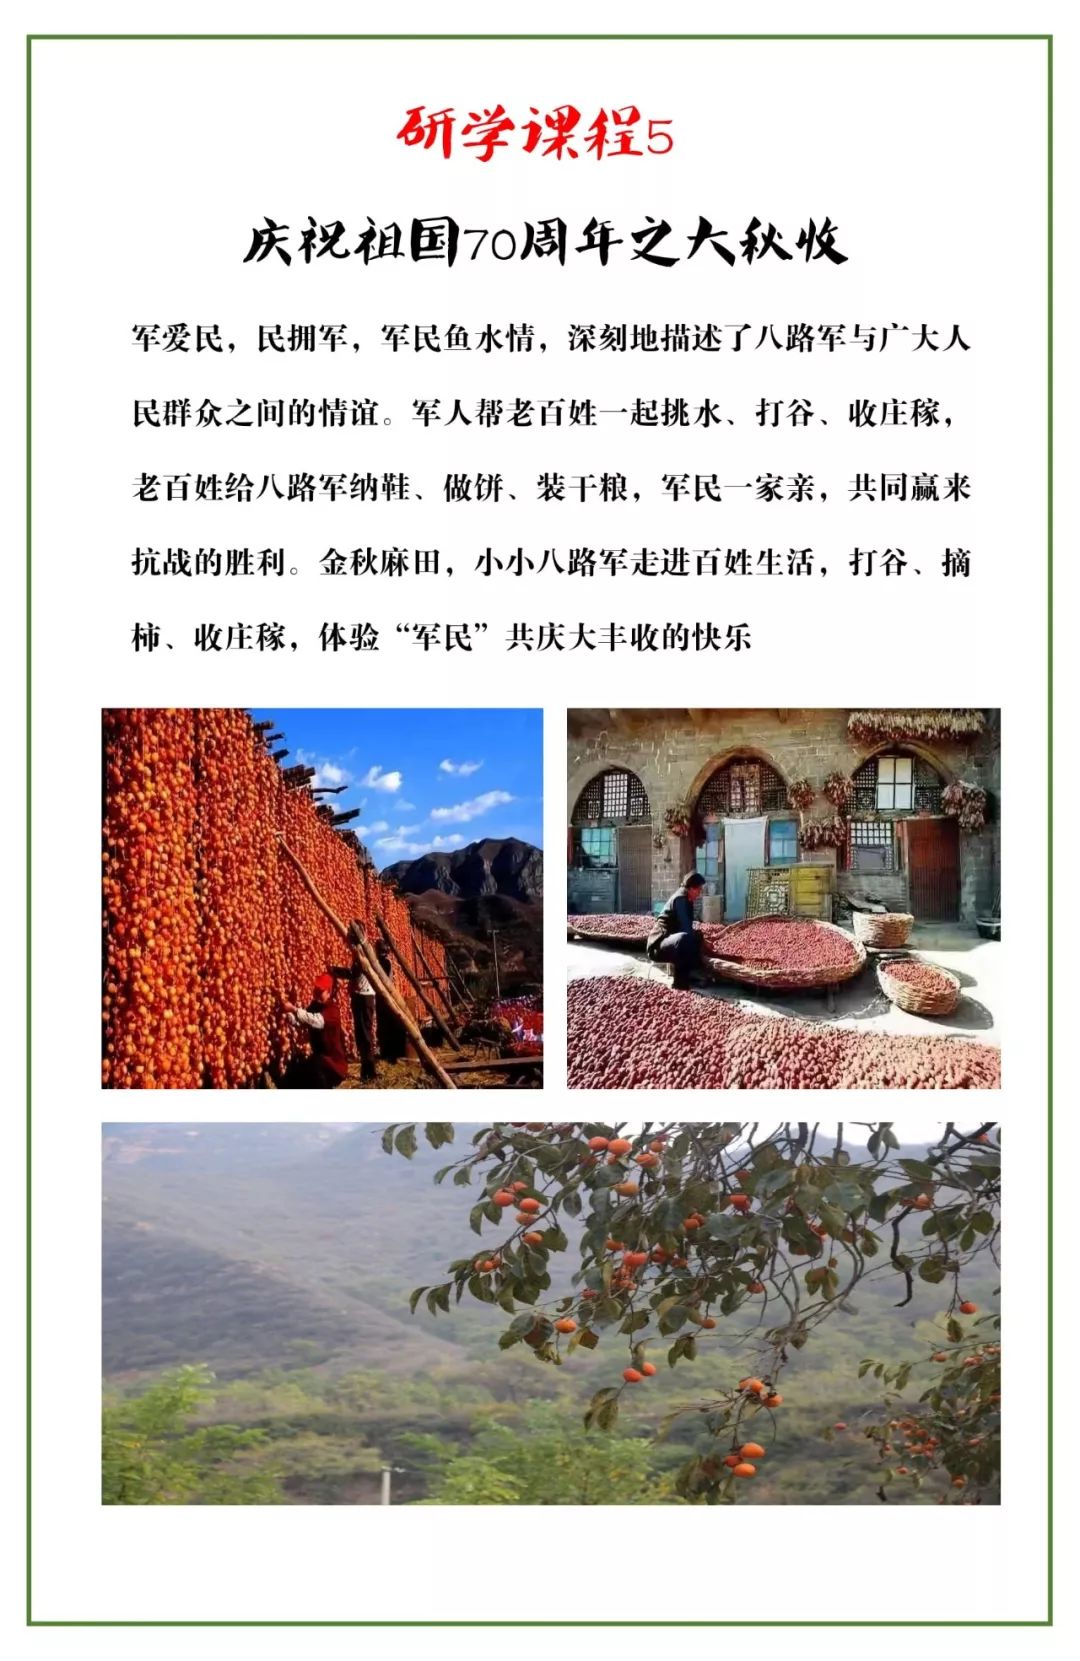 研学课程5
庆祝祖国70周年之大秋收
军爱民，民拥军，军民鱼水情，深刻地描述了八路军与广大人
民群众之间的情谊。军人帮老百姓一起挑水、打谷、收庄稼，
老百姓给八路军纳鞋、做饼、装干粮，军民一家亲，共同赢来
抗战的胜利。金秋麻田，小小八路军走进百姓生活，打谷、摘
柿、收庄稼，体验“军民”共庆大丰收的快乐